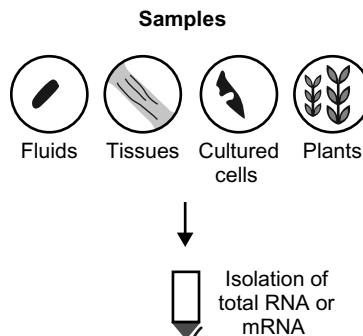 Samples
Fluids Tissues Cultured cells Plants
Isolation of
total RNA or
mRNA